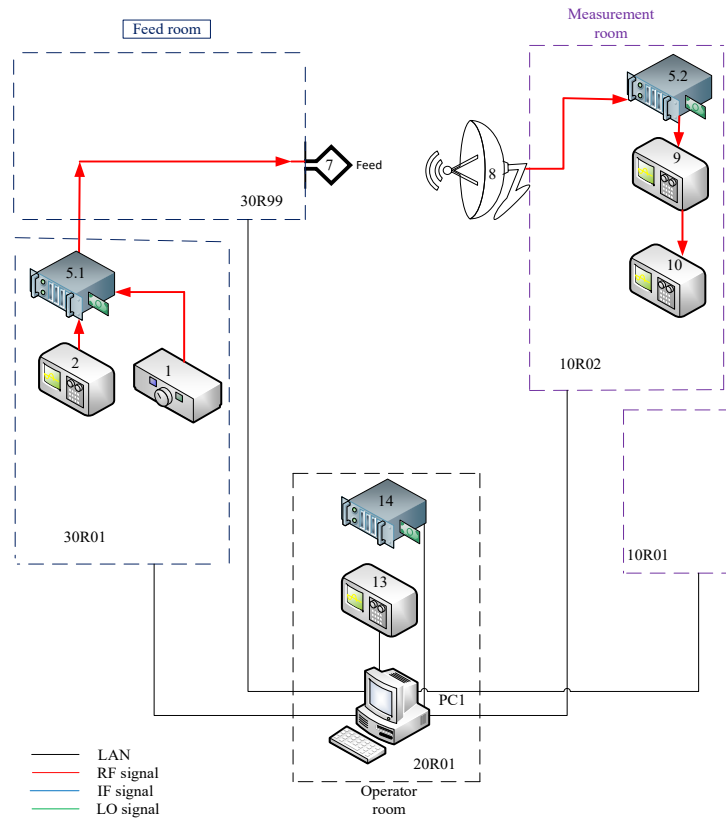 Feed room
Measurement
room
5.2
7
Feed
8
9
30R99
5.1
10
2
1
10R02
14
30R01
10R01
13
PC1
LAN
20R01
RF signal
IF signal
Operator
LO signal
room